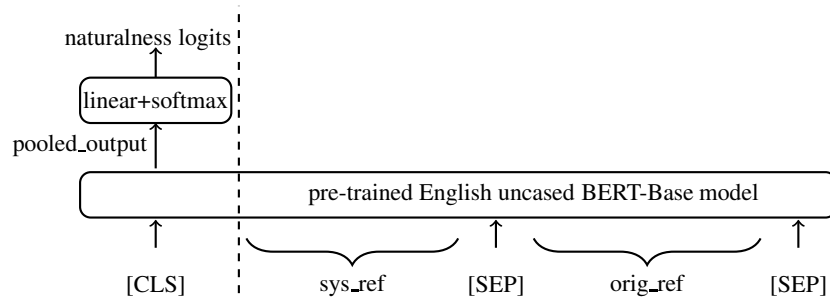 naturalness logits
linear+softmax
pooled_output
pre-trained English uncased BERT-Base model
[CLS] sys_ref [SEP] orig_ref [SEP]